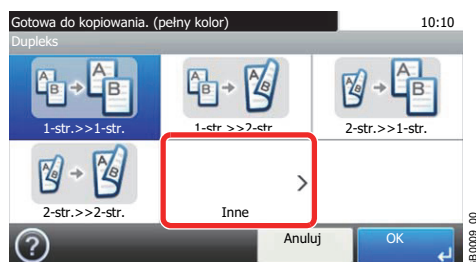 Gotowa do kopiowania. (pełny kolor) 10:10
Dupleks
1-str.>>1-str. 1-str.>>2-str. 2-str.>>1-str.
2-str.>>2-str. Inne
Anuluj OK